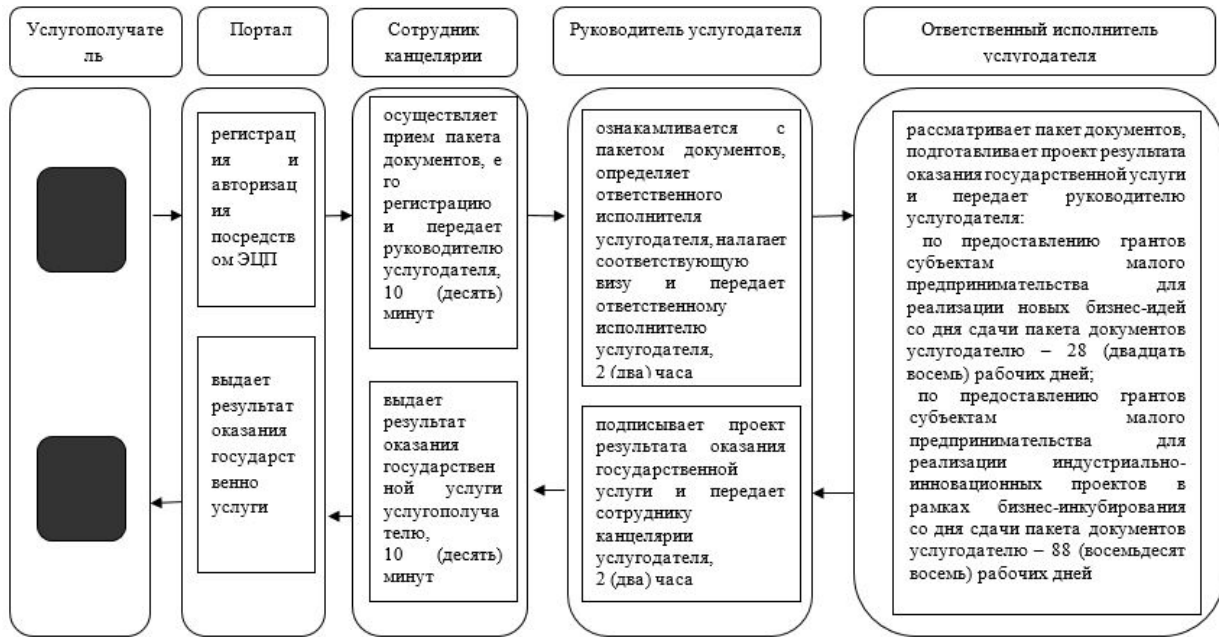 Услугополучате
ль
Портал
Сотрудник
канцелярии
Руководитель услугодателя
Ответственный исполнитель
услугодателя
регистрац
ия и
авторизац
ия
посредств
ом ЭЦП
осуществляет
прием пакета
документов, е
го
регистрацию
и передает
руководителю
услугодателя,
10 (десять)
минут
ознакамливается с
пакетом документов,
определяет
ответственного
исполнителя
услугодателя, налагает
соответствующую
визу и передает
ответственному
исполнителю
услугодателя,
2 (два) часа
рассматривает пакет документов,
подготавливает проект результата
оказания государственной услуги
и передает руководителю
услугодателя:
по предоставлению грантов
субъектам малого
предпринимательства для
реализации новых бизнес-идей
со дня сдачи пакета документов
услугодателю – 28 (двадцать
восемь) рабочих дней;
по предоставлению грантов
субъектам малого
предпринимательства для
реализации индустриально-
инновационных проектов в
рамках бизнес-инкубирования
со дня сдачи пакета документов
услугодателю – 88 (восемьдесят
восемь) рабочих дней
выдает
результат
оказания
государст
венно
услуги
выдает
результат
оказания
государствен
ной услуги
услугополуча
телю,
10 (десять)
минут
подписывает проект
результата оказания
государственной
услуги и передает
сотруднику
канцелярии
услугодателя,
2 (два) часа